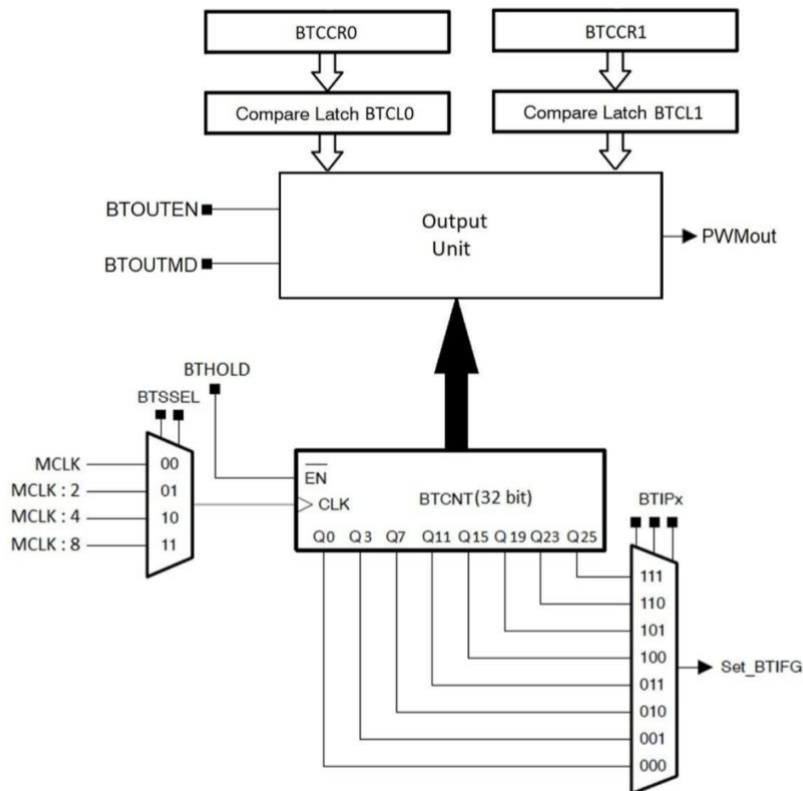 BTCCR0
BTCCR1
Compare Latch BTCL0
Compare Latch BTCL1
BTOUTEN
BTOUTMD
Output
Unit
PWMout
BTHOLD
BTSSEL
MCLK
MCLK : 2
MCLK : 4
MCLK : 8
00
01
10
11
EN
CLK
BTCNT(32 bit)
Q0 Q3 Q7 Q11 Q15 Q19 Q23 Q25
BTIPx
111
110
101
100
011
010
001
000
Set_BTIFG